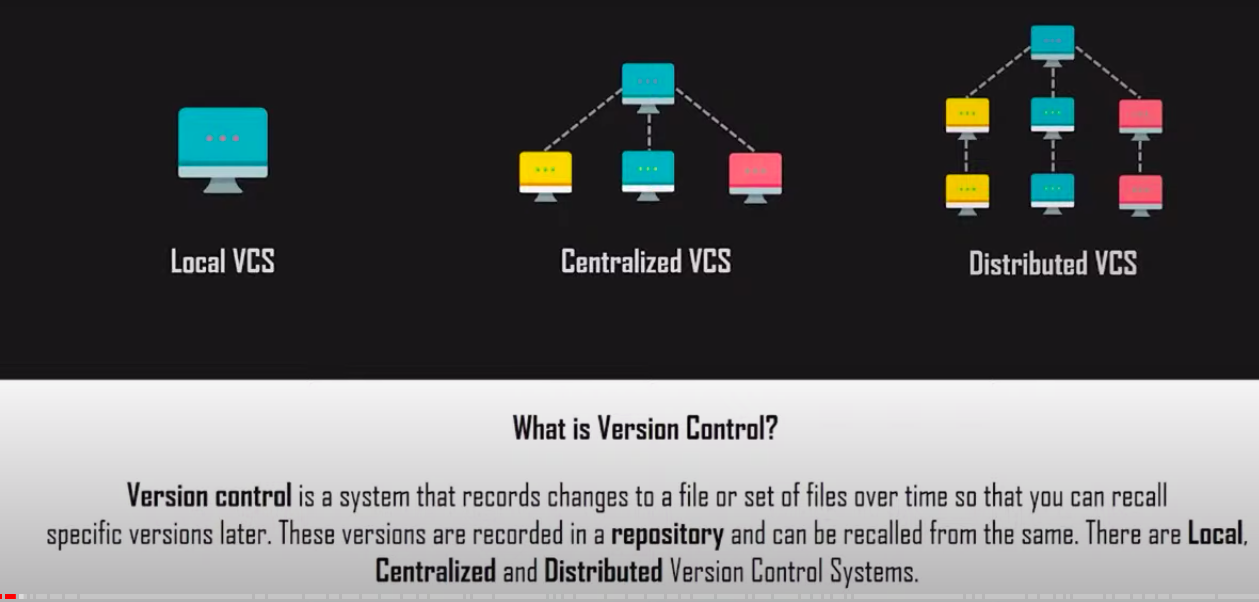 Local VCS
Centralized VCS
Distributed VCS
What is Version Control?
Version control is a system that records changes to a file or set of files over time so that you can recall
specific versions later. These versions are recorded in a repository and can be recalled from the same. There are Local,
Centralized and Distributed Version Control Systems.